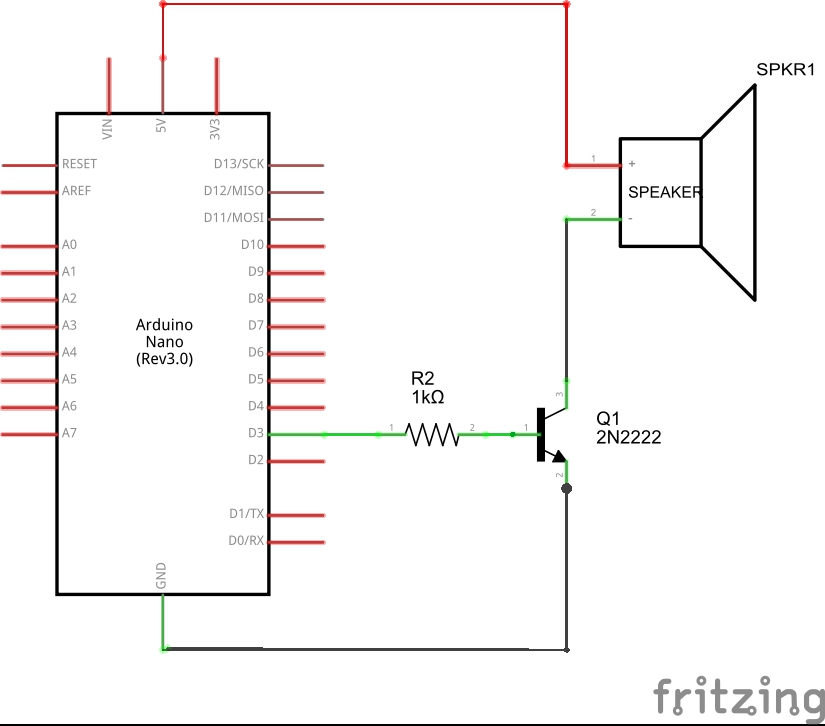 SPKR1
VIN
5V
3V3
1
+
SPEAKER
2
-
RESET
AREF
A0
A1
A2
A3
A4
A5
A6
A7
D13/SCK
D12/MISO
D11/MOSI
D10
D9
D8
D7
D6
D5
D4
D3
D2
D1/TX
D0/RX
Arduino
Nano
(Rev3.0)
GND
R2
1kΩ
1
2
1
3
2
Q1
2N2222
fritzing